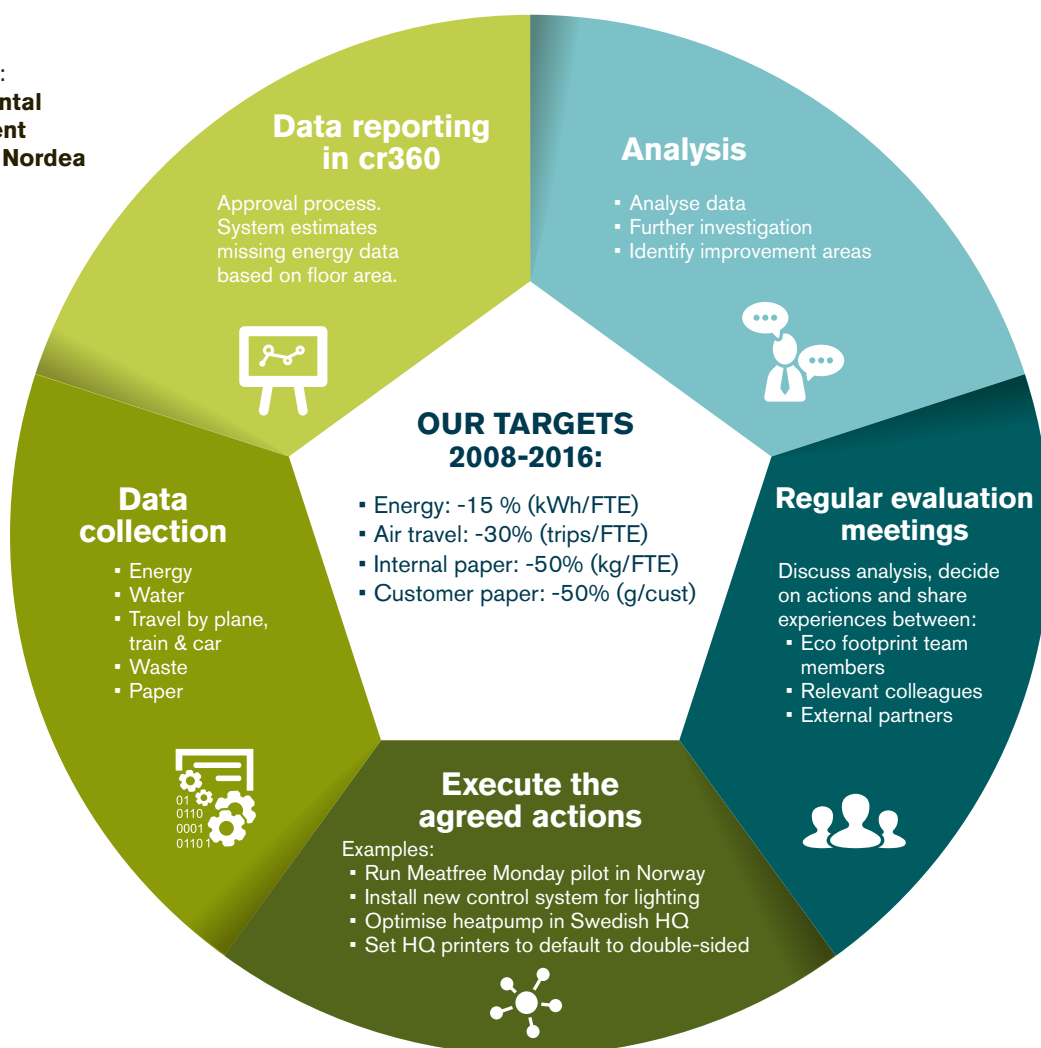 :
ntal
ent
Nordea
Data reporting
in cr360
Approval process.
System estimates
missing energy data
based on floor area.
Analysis
▪ Analyse data
▪ Further investigation
▪ Identify improvement areas
OUR TARGETS
2008-2016:
▪ Energy: -15 % (kWh/FTE)
▪ Air travel: -30% (trips/FTE)
▪ Internal paper: -50% (kg/FTE)
▪ Customer paper: -50% (g/cust)
Data
collection
▪ Energy
▪ Water
▪ Travel by plane,
train & car
▪ Waste
▪ Paper
01
0110
0001
0110 1
Regular evaluation
meetings
Discuss analysis, decide
on actions and share
experiences between:
▪ Eco footprint team
members
▪ Relevant colleagues
▪ External partners
Execute the
agreed actions
Examples:
▪ Run Meatfree Monday pilot in Norway
▪ Install new control system for lighting
▪ Optimise heatpump in Swedish HQ
▪ Set HQ printers to default to double-sided